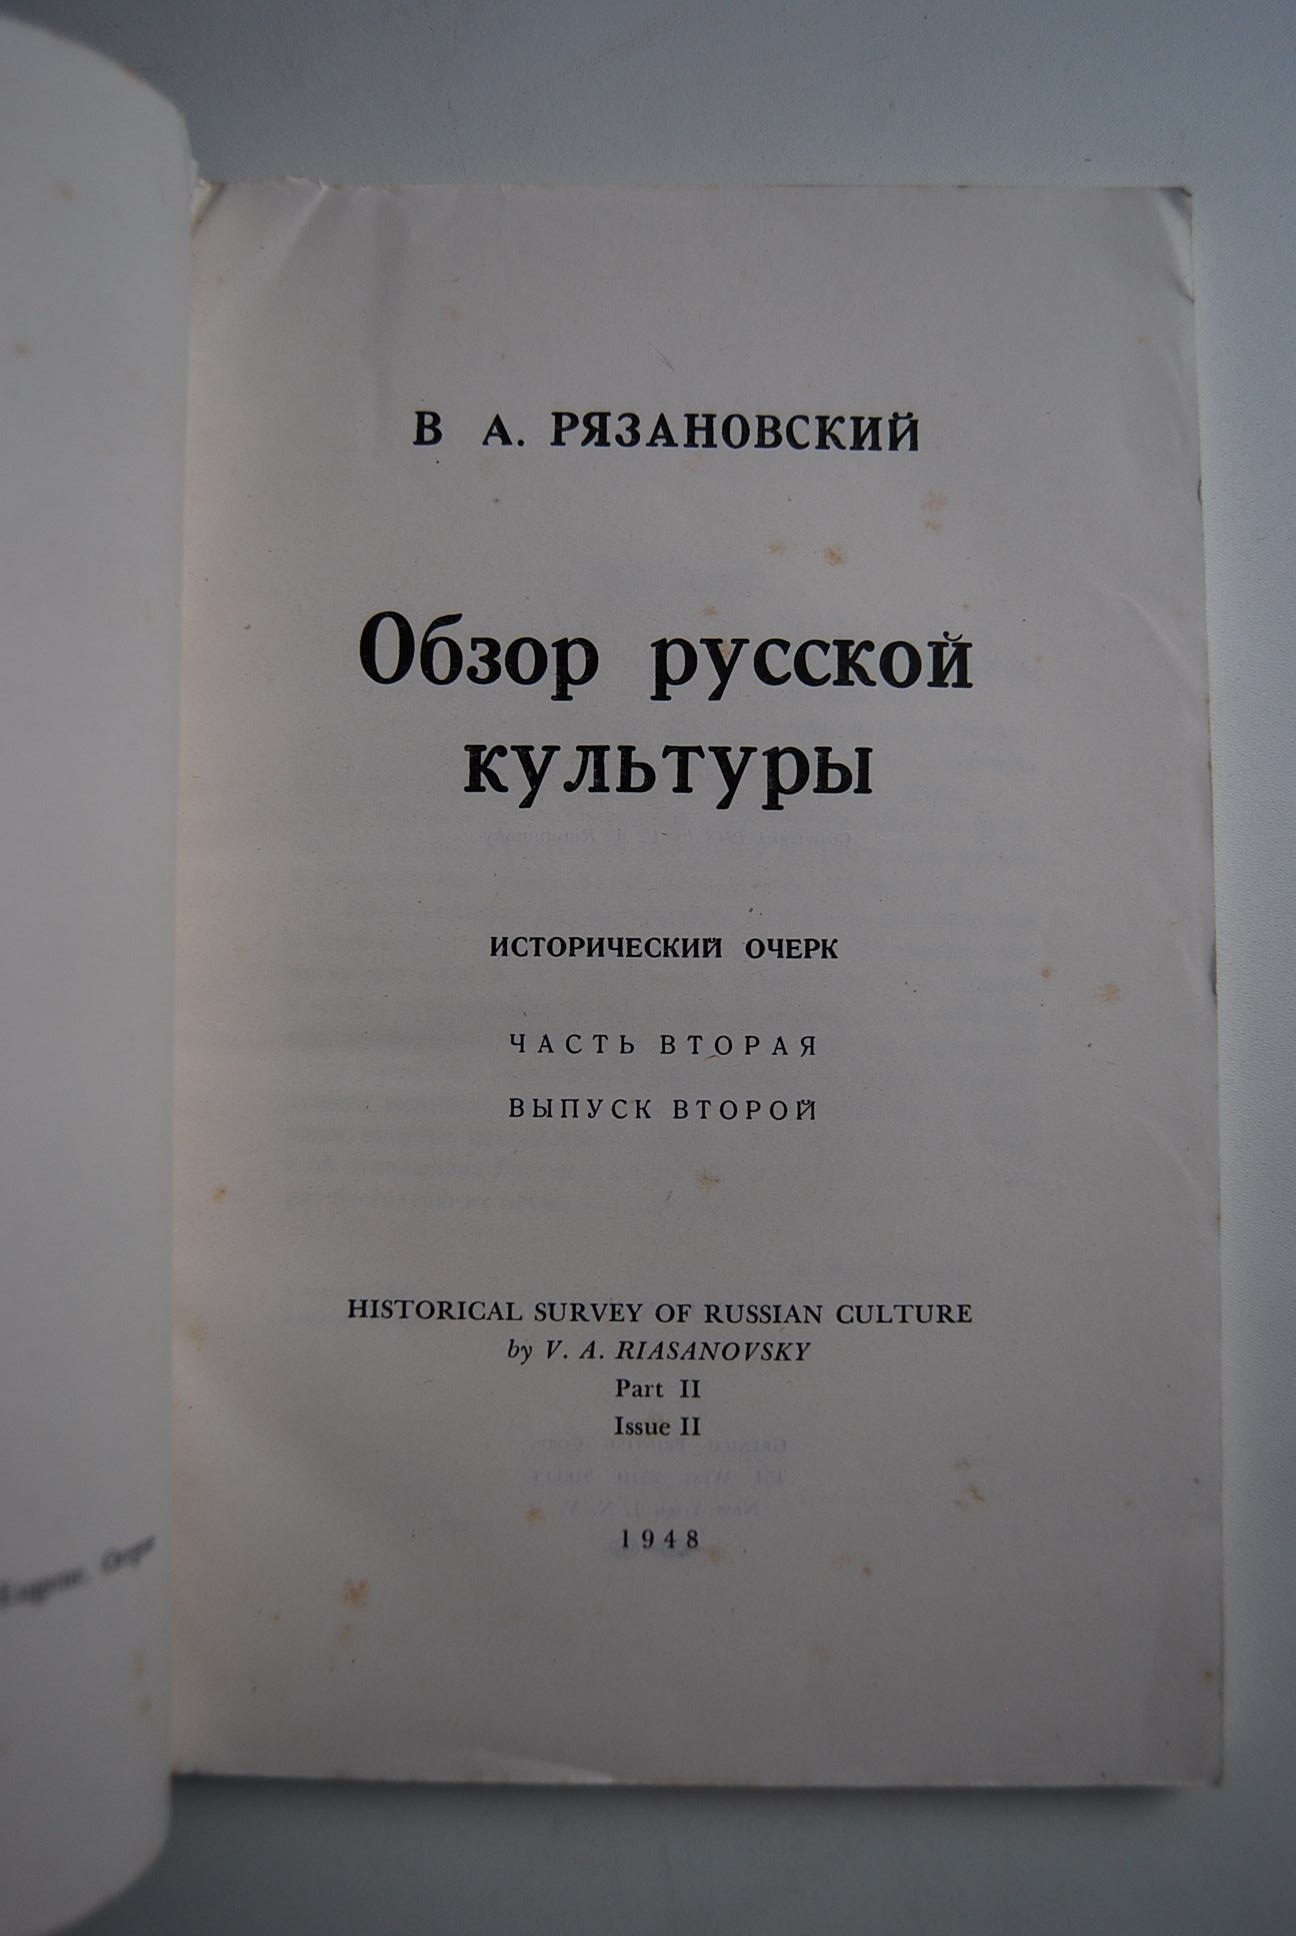 В А. РЯЗАНОВСКИЙ
Обзор русской
культуры
ИСТОРИЧЕСКИЙ ОЧЕРК
ЧАСТЬ ВТОРАЯ
ВЫПУСК ВТОРОЙ
HISTORICAL SURVEY OF RUSSIAN CULTURE
by V. A. RIASANOVSKY
Part II
Issue II
1948
Eugene,